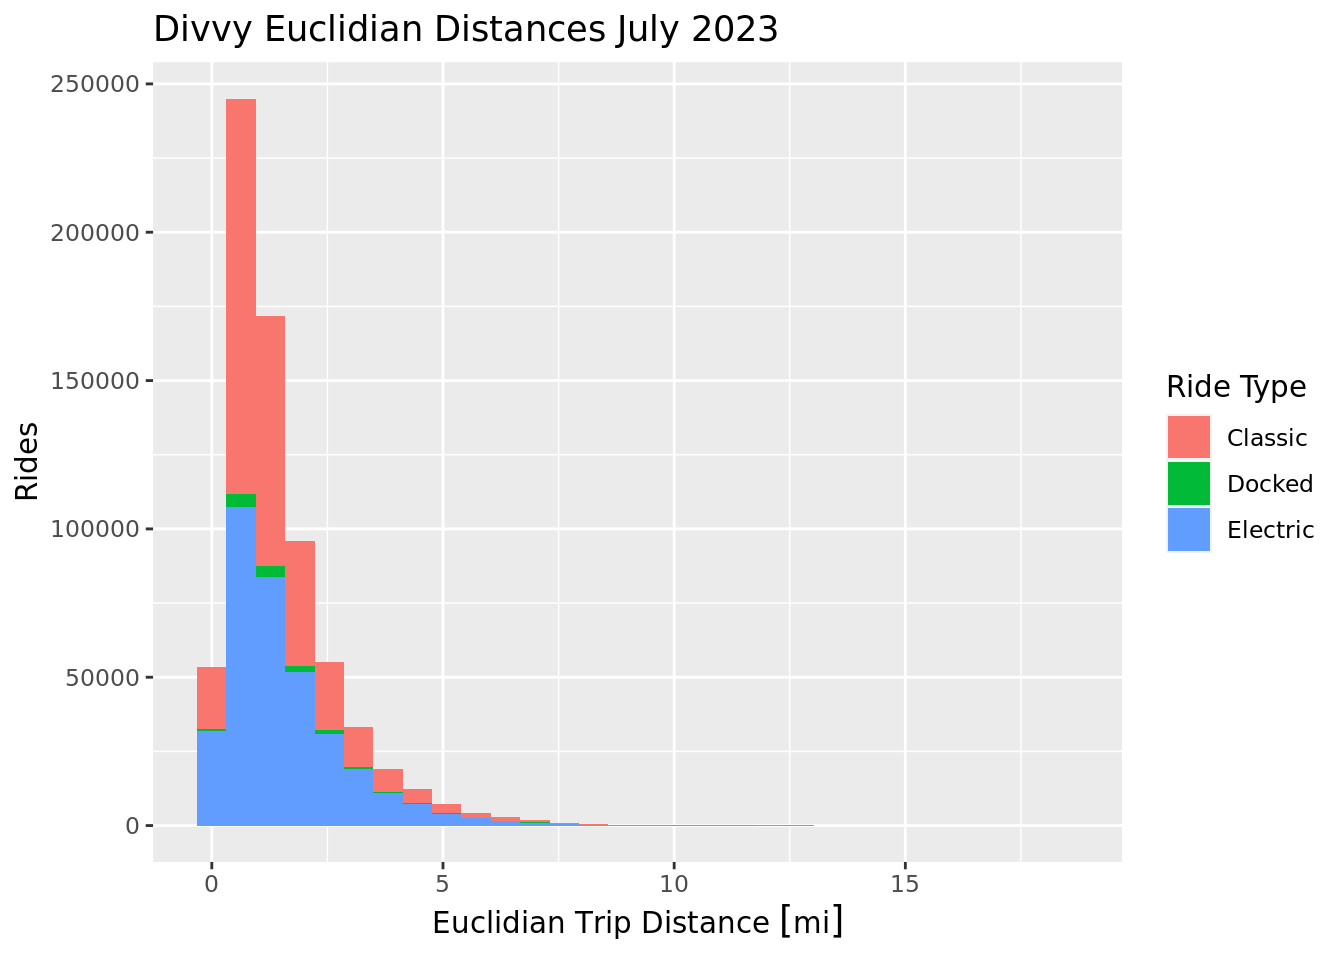 Divvy Euclidian Distances July 2023
250000
200000
150000
100000
50000
0
Rides
0 5 10 15
Euclidian Trip Distance [mi]
Ride Type
Classic
Docked
Electric